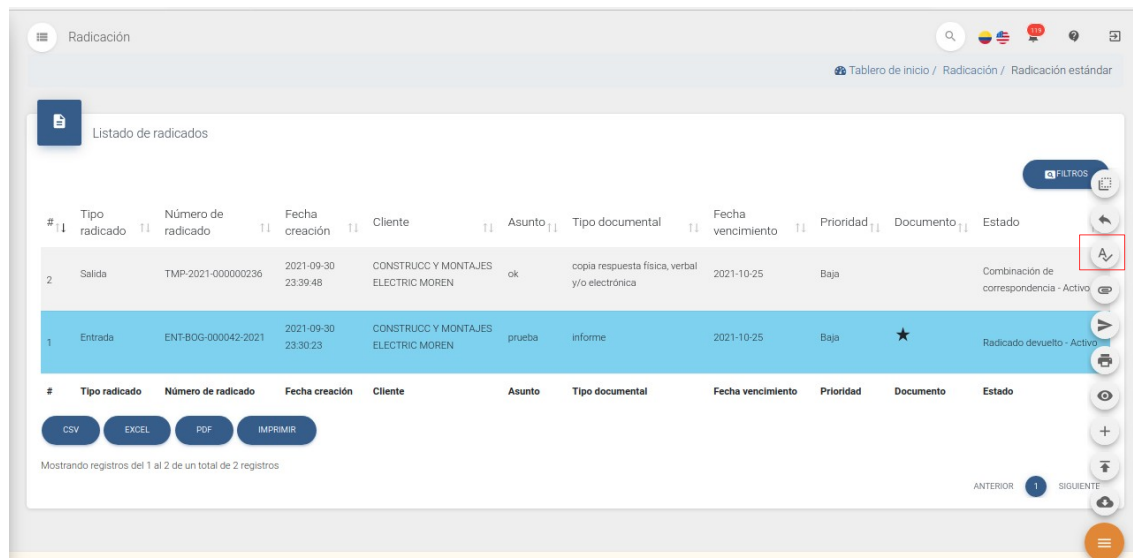 Radicación
119
Tablero de inicio / Radicación / Radicación estándar
Listado de radicados
FILTROS
# Tipo radicado Número de radicado Fecha creación Cliente Asunto Tipo documental Fecha vencimiento Prioridad Documento Estado
2 Salida TMP-2021-000000236 2021-09-30 23:39:48 CONSTRUCC Y MONTAJES ELECTRIC MOREN ok copia respuesta física, verbal y/o electrónica 2021-10-25 Baja Combinación de correspondencia - Activo
1 Entrada ENT-BOG-000042-2021 2021-09-30 23:30:23 CONSTRUCC Y MONTAJES ELECTRIC MOREN prueba informe 2021-10-25 Baja Radicado devuelto - Activo
# Tipo radicado Número de radicado Fecha creación Cliente Asunto Tipo documental Fecha vencimiento Prioridad Documento Estado
CSV EXCEL PDF IMPRIMIR
Mostrando registros del 1 al 2 de un total de 2 registros
ANTERIOR 1 SIGUIENTE